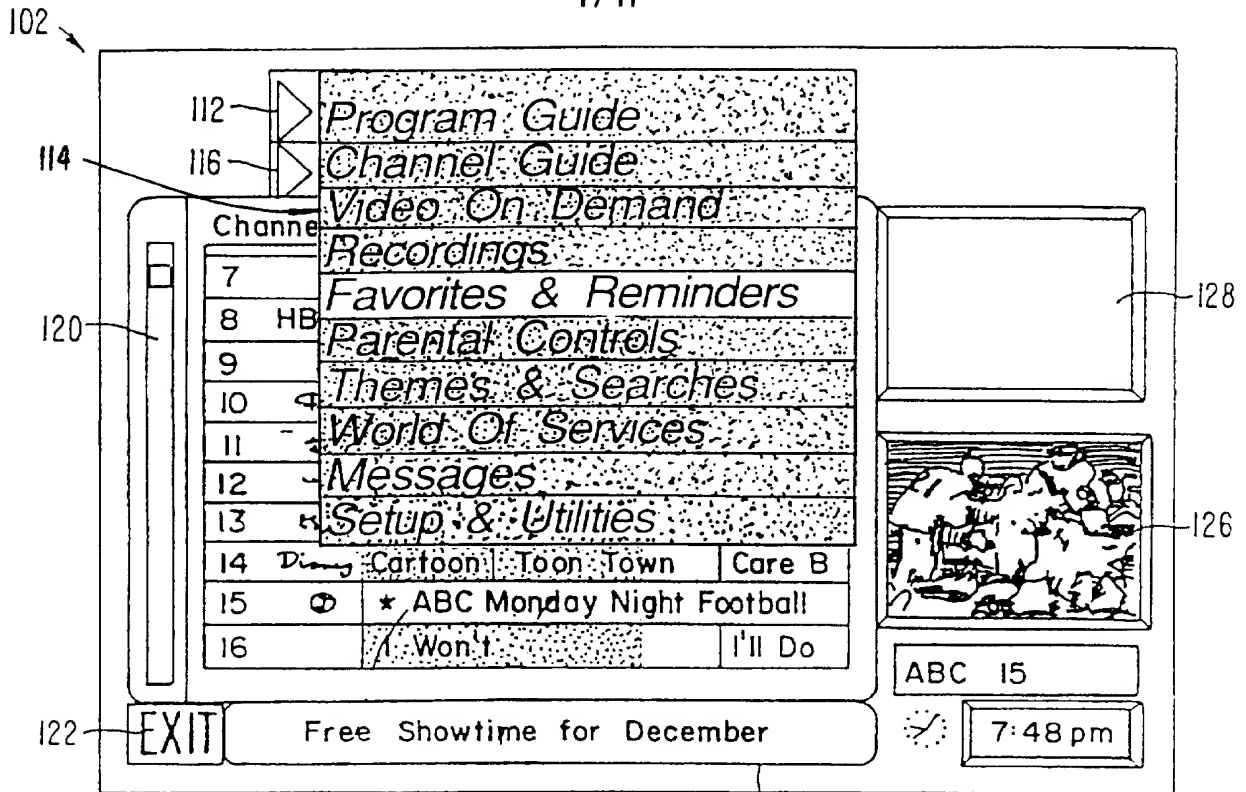 102
112
Program Guide
116
Channel Guide
114
Video On Demand
Channe
Recordings
7
Favorites & Reminders
128
8 HB
120
Parental Controls
9
Themes & Searches
10
World Of Services
11
Messages
12
Setup & Utilities
13
126
14 Disney Cartoon Toon Town Care B
15 ★ ABC Monday Night Football
16 I Won't I'll Do
ABC 15
122
EXIT
Free Showtime for December
7:48 pm